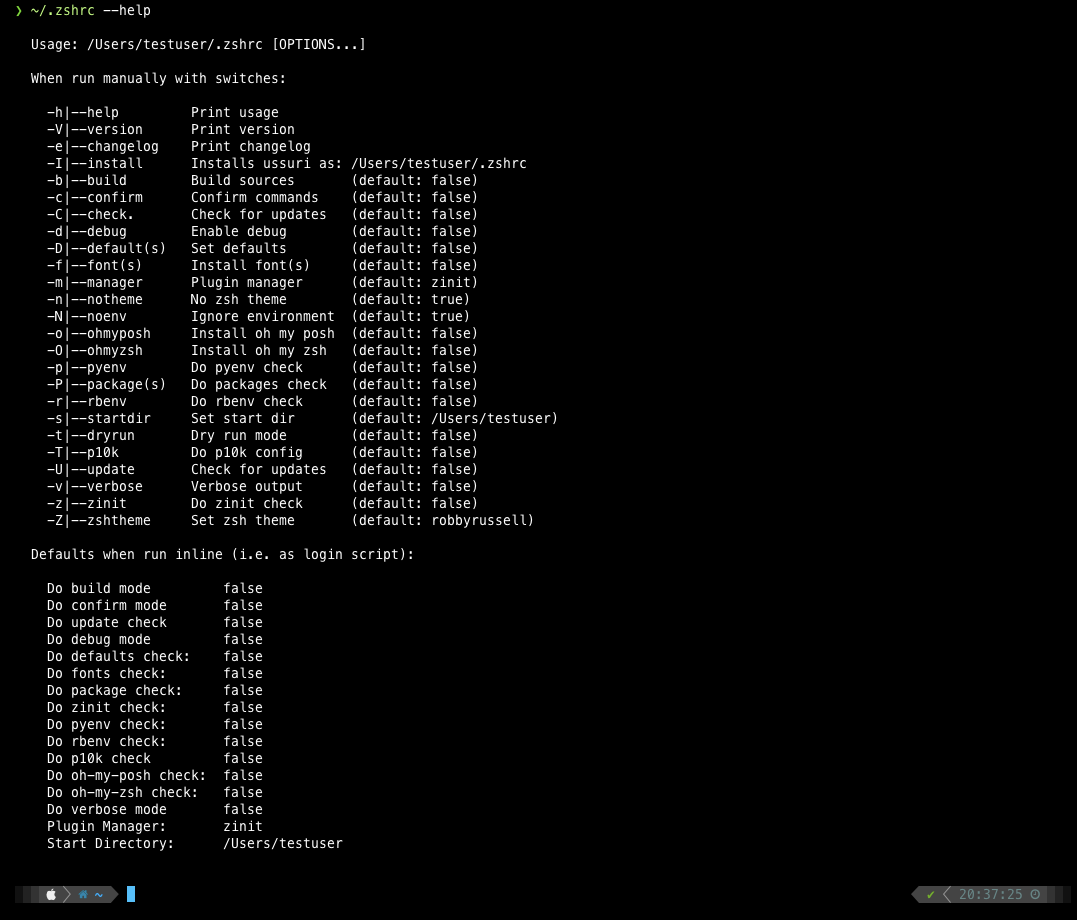 ❯ ~/.zshrc --help
Usage: /Users/testuser/.zshrc [OPTIONS...]
When run manually with switches:
-h|--help         Print usage
-V|--version      Print version
-e|--changelog    Print changelog
-I|--install      Installs ussuri as: /Users/testuser/.zshrc
-b|--build        Build sources       (default: false)
-c|--confirm      Confirm commands    (default: false)
-C|--check.       Check for updates   (default: false)
-d|--debug        Enable debug        (default: false)
-D|--default(s)   Set defaults        (default: false)
-f|--font(s)      Install font(s)     (default: false)
-m|--manager      Plugin manager      (default: zinit)
-n|--notheme      No zsh theme        (default: true)
-N|--noenv        Ignore environment  (default: true)
-o|--ohmyposh     Install oh my posh  (default: false)
-O|--ohmyzsh      Install oh my zsh   (default: false)
-p|--pyenv        Do pyenv check      (default: false)
-P|--package(s)   Do packages check   (default: false)
-r|--rbenv        Do rbenv check      (default: false)
-s|--startdir     Set start dir       (default: /Users/testuser)
-t|--dryrun       Dry run mode        (default: false)
-T|--p10k         Do p10k config      (default: false)
-U|--update       Check for updates   (default: false)
-v|--verbose      Verbose output      (default: false)
-z|--zinit        Do zinit check      (default: false)
-Z|--zshtheme     Set zsh theme       (default: robbyrussell)
Defaults when run inline (i.e. as login script):
Do build mode         false
Do confirm mode       false
Do update check       false
Do debug mode         false
Do defaults check:    false
Do fonts check:       false
Do package check:     false
Do zinit check:       false
Do pyenv check:       false
Do rbenv check:       false
Do p10k check         false
Do oh-my-posh check:  false
Do oh-my-zsh check:   false
Do verbose mode       false
Plugin Manager:       zinit
Start Directory:      /Users/testuser
~ ✔ 20:37:25